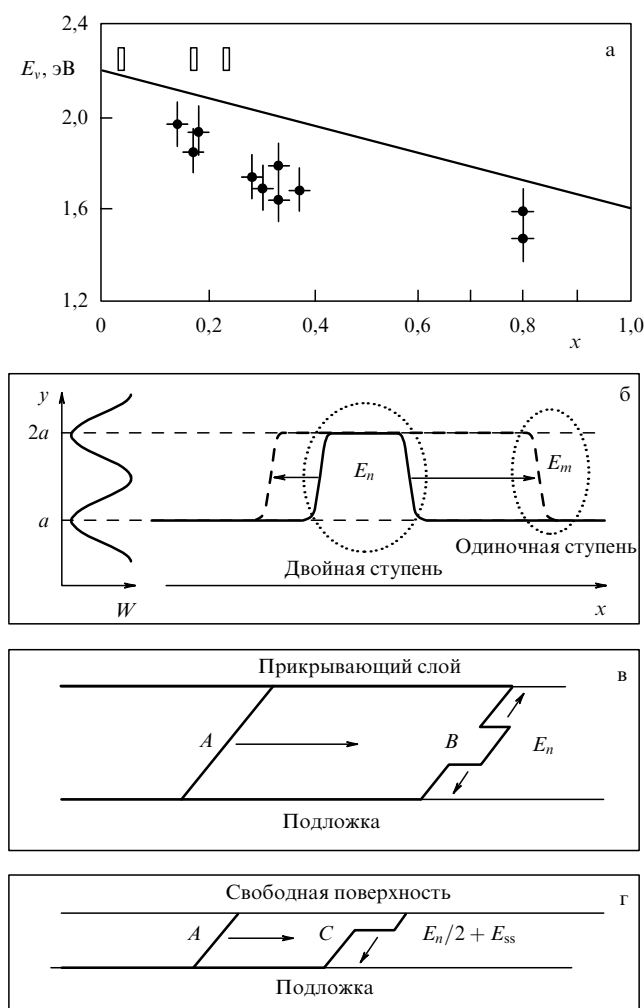 2,4
а
E_v, эВ
2,0
1,6
1,2
0
0,2
0,4
0,6
0,8
1,0
x
б
y
2a
a
W
E_n
E_m
Одиночная ступень
Двойная ступень
x
в
Прикрывающий слой
A
B
E_n
Подложка
г
Свободная поверхность
A
C
E_n/2 + E_ss
Подложка